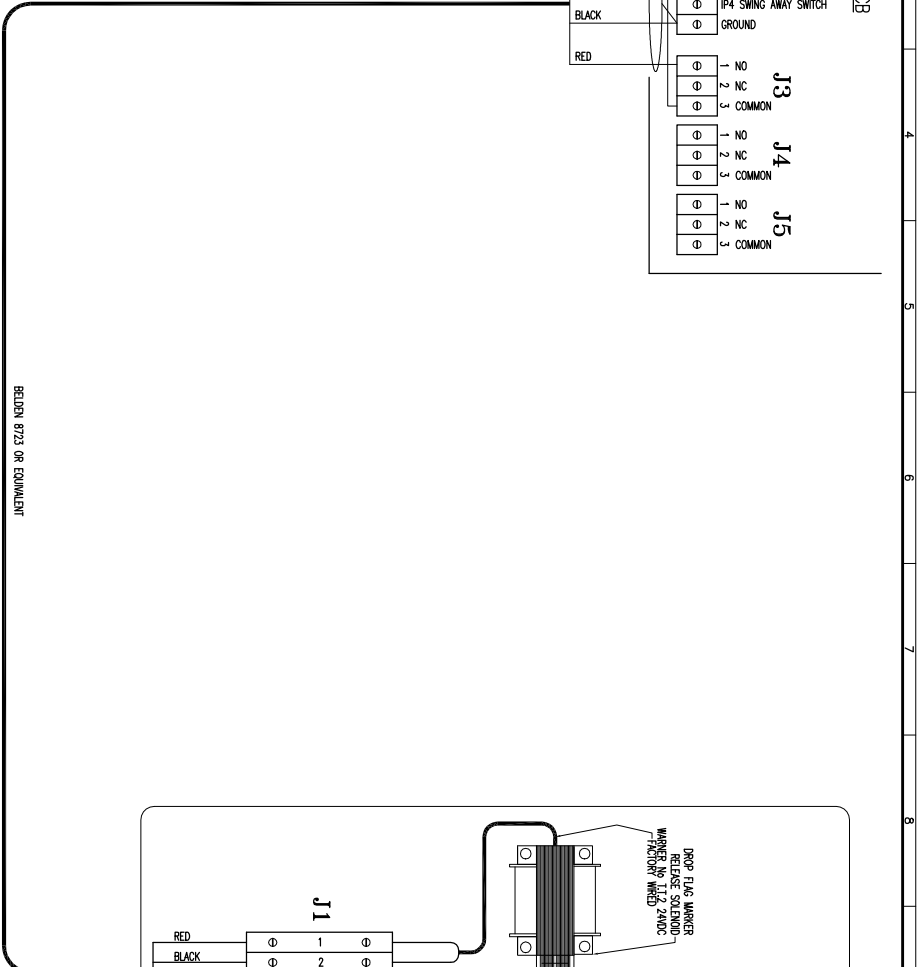 CB
IP4 SWING AWAY SWITCH
GROUND
BLACK
RED
J3
1 NO
2 NC
3 COMMON
J4
1 NO
2 NC
3 COMMON
J5
1 NO
2 NC
3 COMMON
4
5
6
7
8
BELDEN 8723 OR EQUIVALENT
DROP FLAG MARKER
RELEASE SOLENOID
WARNER No T.T.2 24VDC
FACTORY WIRED
J1
RED
BLACK
1
2